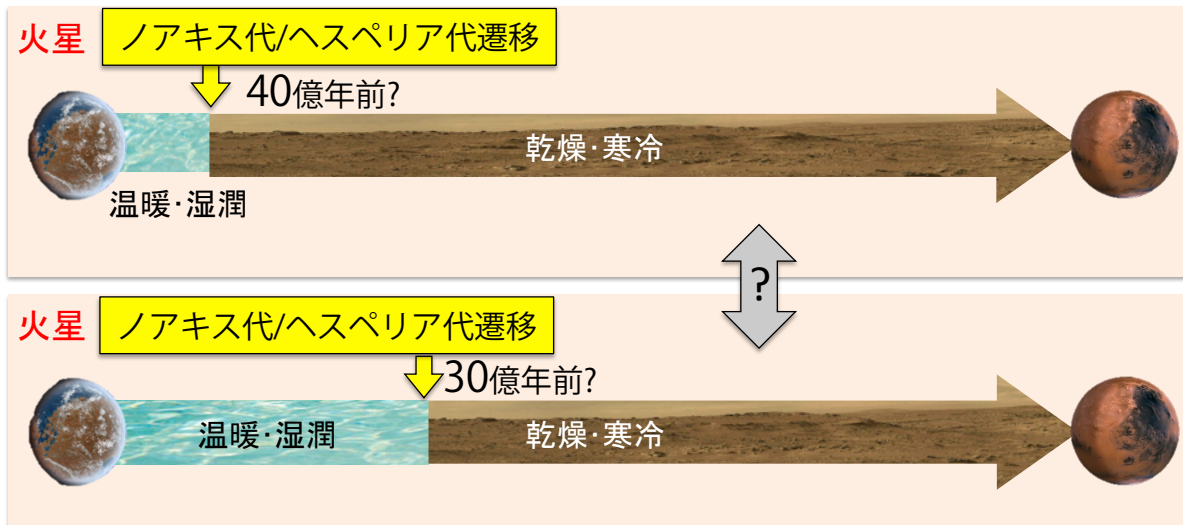 火星
ノアキス代/ヘスペリア代遷移
40億年前?
乾燥・寒冷
温暖・湿潤
?
火星
ノアキス代/ヘスペリア代遷移
30億年前?
温暖・湿潤
乾燥・寒冷